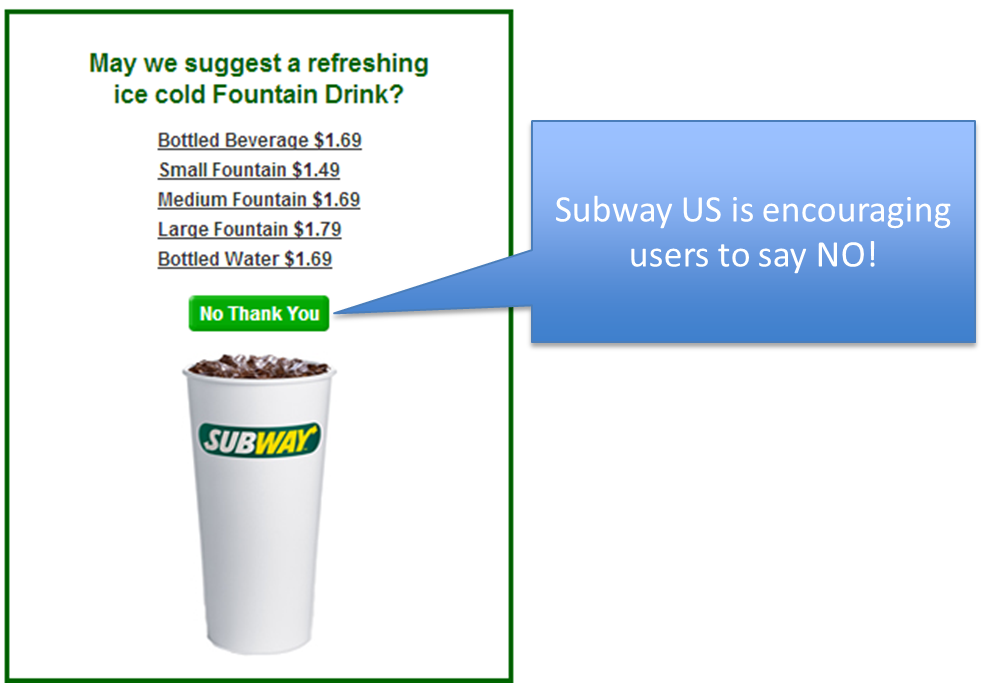 May we suggest a refreshing
ice cold Fountain Drink?
Bottled Beverage $1.69
Small Fountain $1.49
Medium Fountain $1.69
Large Fountain $1.79
Bottled Water $1.69
No Thank You
SUBWAY
Subway US is encouraging
users to say NO!